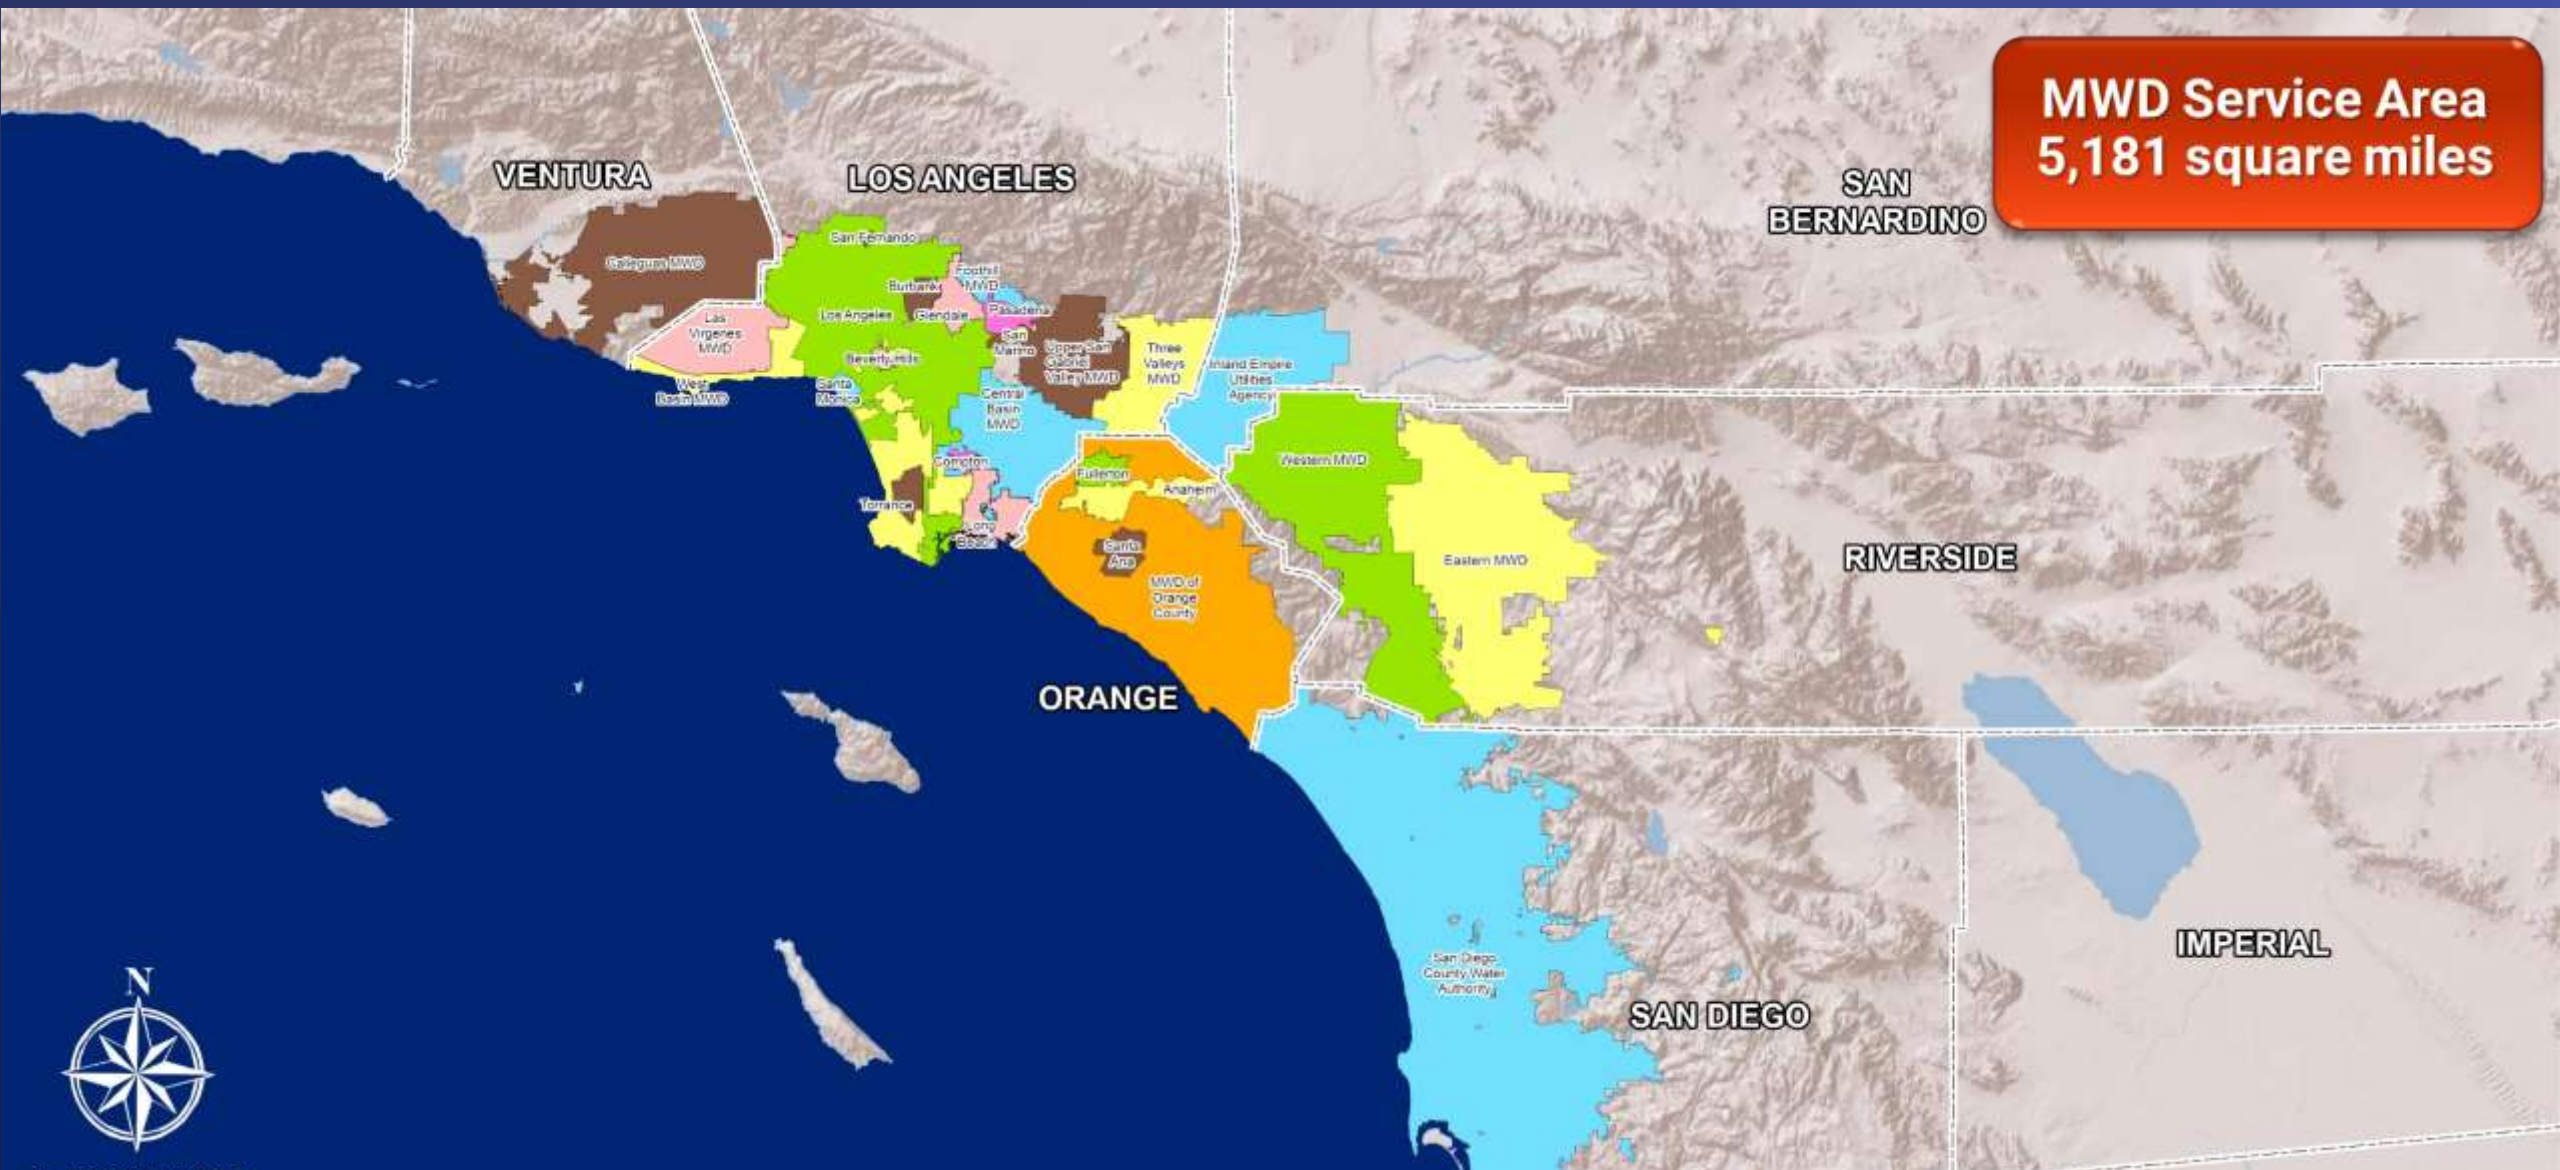 MWD Service Area
5,181 square miles
VENTURA
LOS ANGELES
SAN
BERNARDINO
San Fernando
Calleguas MWD
Foothill
MWD
Burbank
Pasadena
Las
Virgenes
MWD
Los Angeles
Glendale
San
Marino
Upper San
Gabriel
Valley MWD
Three
Valleys
MWD
Beverly Hills
Inland Empire
Utilities
Agency
West
Basin MWD
Santa
Monica
Central
Basin
MWD
Compton
Fullerton
Western MWD
Anaheim
Torrance
Long
Beach
Santa
Ana
Eastern MWD
RIVERSIDE
MWD of
Orange
County
ORANGE
San Diego
County Water
Authority
IMPERIAL
SAN DIEGO
N